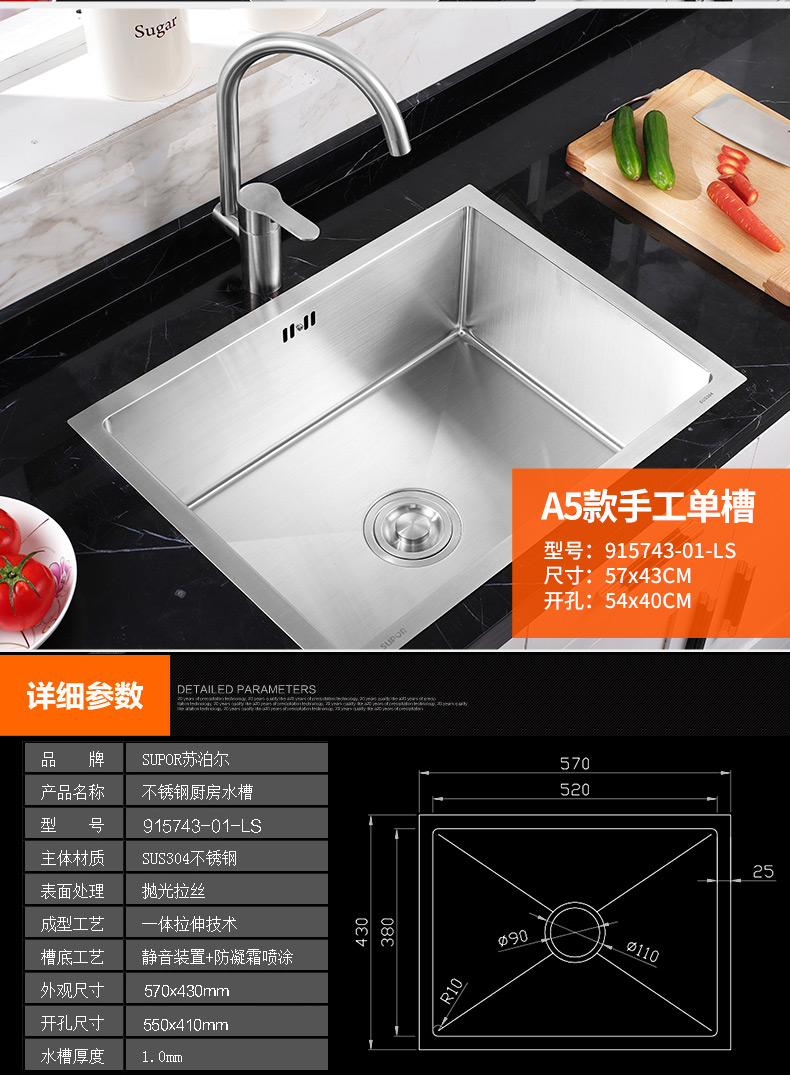 Sugar
SUS304
SUPOR
A5款手工单槽
型号：915743-01-LS
尺寸：57x43CM
开孔：54x40CM
详细参数
DETAILED PARAMETERS
品 牌 SUPOR苏泊尔
产品名称 不锈钢厨房水槽
型 号 915743-01-LS
主体材质 SUS304不锈钢
表面处理 抛光拉丝
成型工艺 一体拉伸技术
槽底工艺 静音装置+防凝霜喷涂
外观尺寸 570x430mm
开孔尺寸 550x410mm
水槽厚度 1.0mm
570
520
25
430
380
ø90
ø110
R10